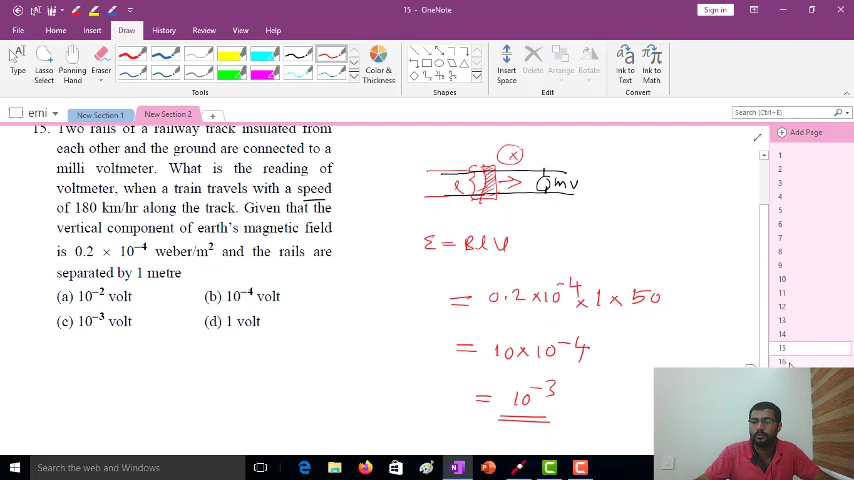 15 - OneNote
Sign in
File Home Insert Draw History Review View
Type Lasso Select Panning Hand Eraser Color & Thickness Insert Space Delete Arrange Rotate Ink to Text Ink to Math
Tools Shapes Edit Convert
emi New Section 1 New Section 2 + Search (Ctrl+E)
Add Page
15. Two rails of a railway track insulated from
each other and the ground are connected to a
milli voltmeter. What is the reading of
voltmeter, when a train travels with a speed
of 180 km/hr along the track. Given that the
vertical component of earth's magnetic field
is 0.2 × 10⁻⁴ weber/m² and the rails are
separated by 1 metre
(a) 10⁻² volt (b) 10⁻⁴ volt
(c) 10⁻³ volt (d) 1 volt
x
l mv
Ɛ = Blv
= 0.2 × 10⁻⁴ × 1 × 50
= 10 × 10⁻⁴
= 10⁻³
1
2
3
4
5
6
7
8
9
10
11
12
13
14
15
16
Search the web and Windows